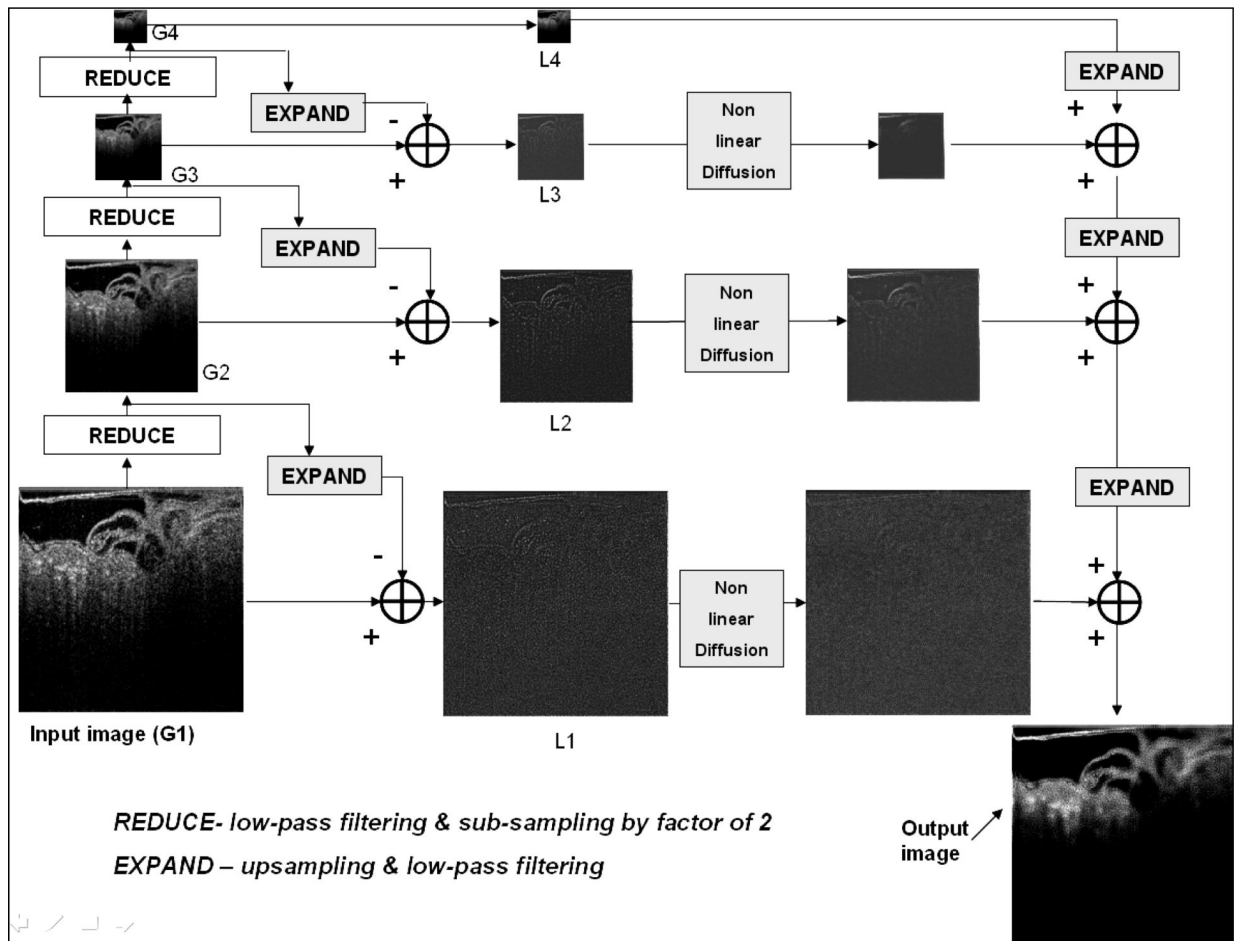 G4
L4
REDUCE
EXPAND
EXPAND
-
+
+
+
G3
L3
Non
linear
Diffusion
REDUCE
EXPAND
EXPAND
-
+
+
+
G2
L2
Non
linear
Diffusion
REDUCE
EXPAND
EXPAND
-
+
+
+
Non
linear
Diffusion
Input image (G1)
L1
REDUCE- low-pass filtering & sub-sampling by factor of 2
EXPAND – upsampling & low-pass filtering
Output
image